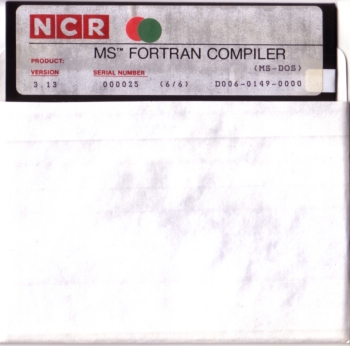 NCR
MS™ FORTRAN COMPILER
PRODUCT:
(MS-DOS)
VERSION SERIAL NUMBER
3.13 000025 (6/6) D006-0149-0000